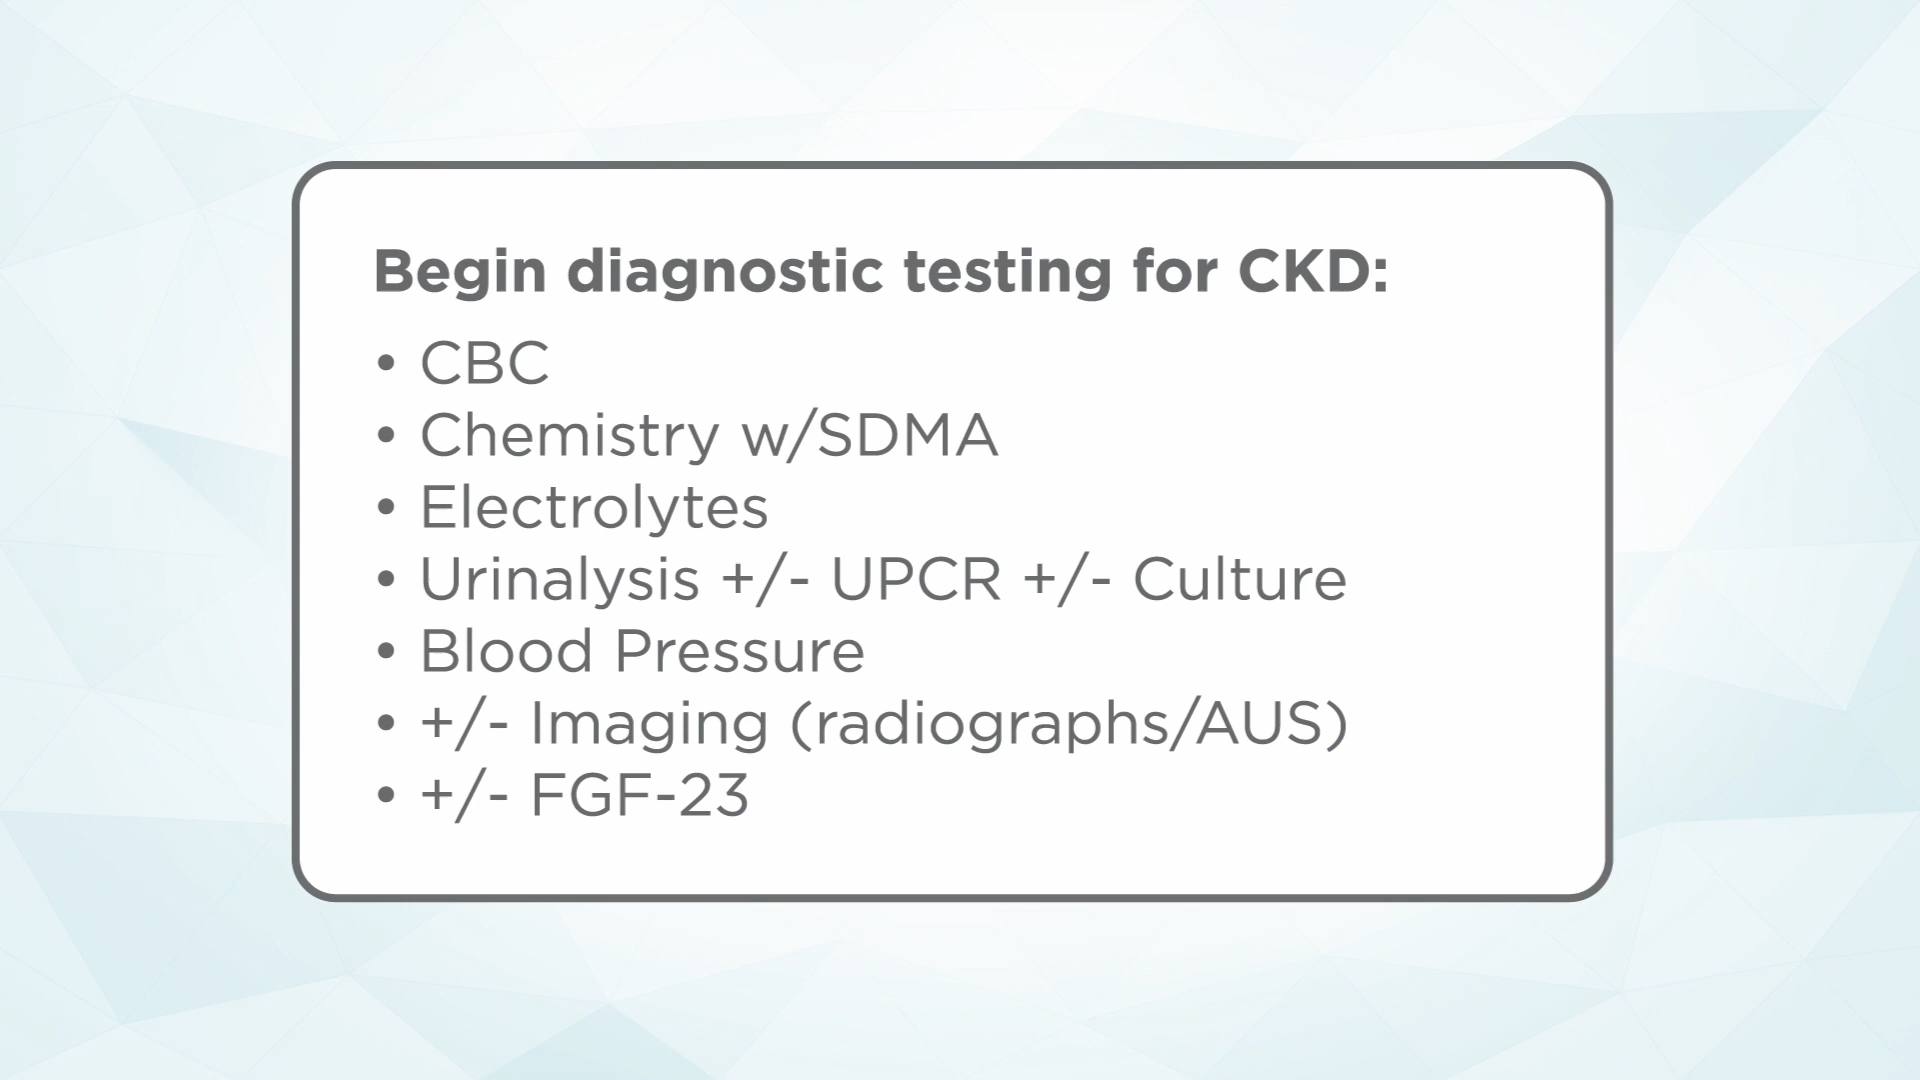 Begin diagnostic testing for CKD:
• CBC
• Chemistry w/SDMA
• Electrolytes
• Urinalysis +/- UPCR +/- Culture
• Blood Pressure
• +/- Imaging (radiographs/AUS)
• +/- FGF-23